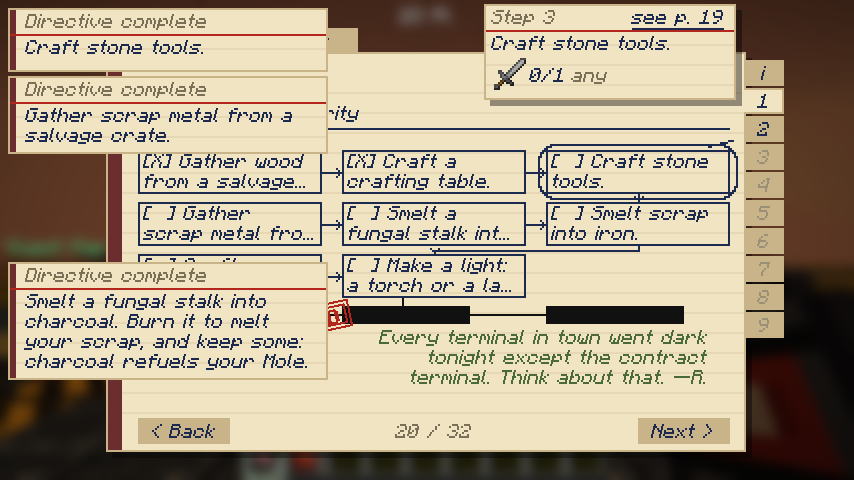 Directive complete
Craft stone tools.
Directive complete
Gather scrap metal from a
salvage crate.
Step 3 see p. 19
Craft stone tools.
0/1 any
i
1
2
3
4
5
6
7
8
9
[X] Gather wood
from a salvage…
[X] Craft a
crafting table.
[ ] Craft stone
tools.
[ ] Gather
scrap metal fro…
[ ] Smelt a
fungal stalk int…
[ ] Smelt scrap
into iron.
[ ] Make a light:
a torch or a la…
Directive complete
Smelt a fungal stalk into
charcoal. Burn it to melt
your scrap, and keep some:
charcoal refuels your Mole.
Every terminal in town went dark
tonight except the contract
terminal. Think about that. —R.
< Back
20 / 32
Next >